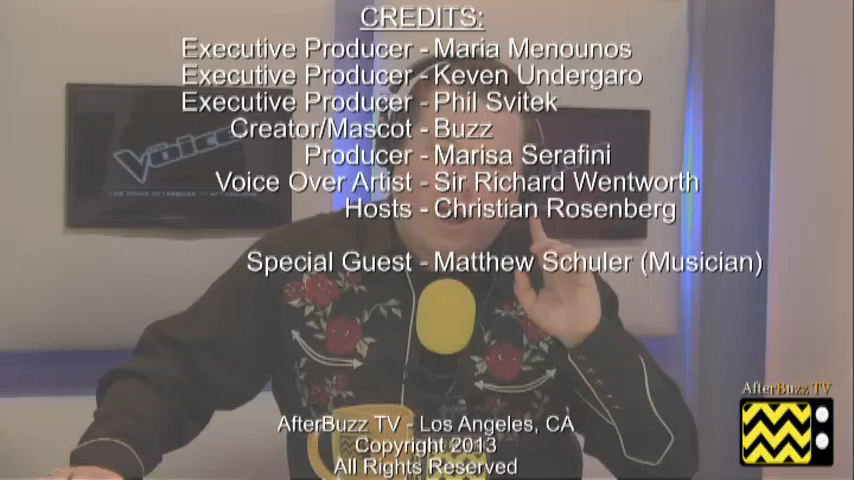 CREDITS:
Executive Producer - Maria Menounos
Executive Producer - Keven Undergaro
Executive Producer - Phil Svitek
Creator/Mascot - Buzz
Producer - Marisa Serafini
Voice Over Artist - Sir Richard Wentworth
Hosts - Christian Rosenberg
Special Guest - Matthew Schuler (Musician)
THE Voice
AfterBuzz TV
AfterBuzz TV - Los Angeles, CA
Copyright 2013
All Rights Reserved